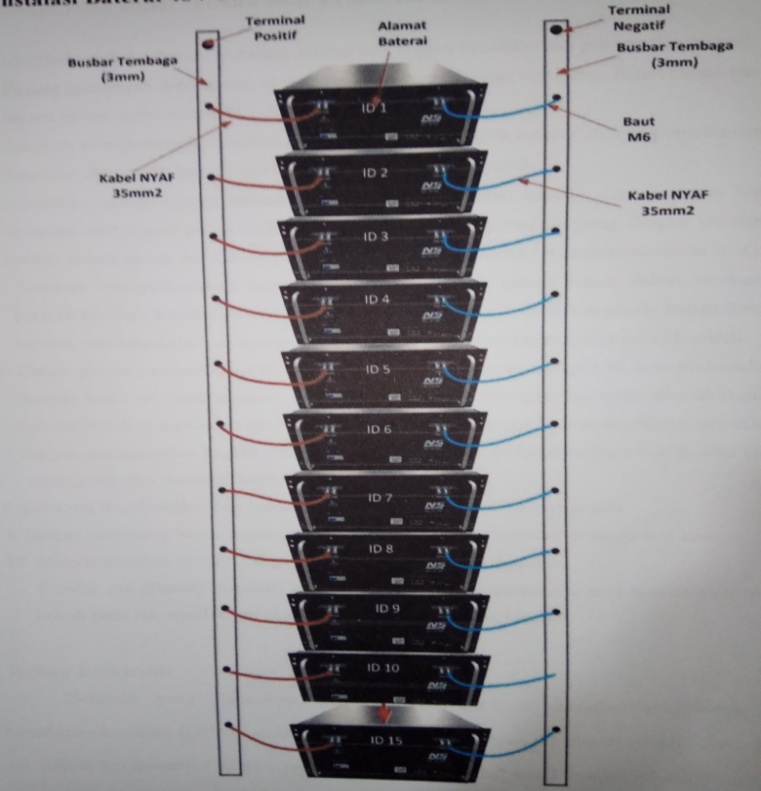 Terminal
Positif
Alamat
Baterai
Terminal
Negatif
Busbar Tembaga
(3mm)
Busbar Tembaga
(3mm)
Baut
M6
Kabel NYAF
35mm2
Kabel NYAF
35mm2
ID 1
ID 2
ID 3
ID 4
ID 5
ID 6
ID 7
ID 8
ID 9
ID 10
ID 15